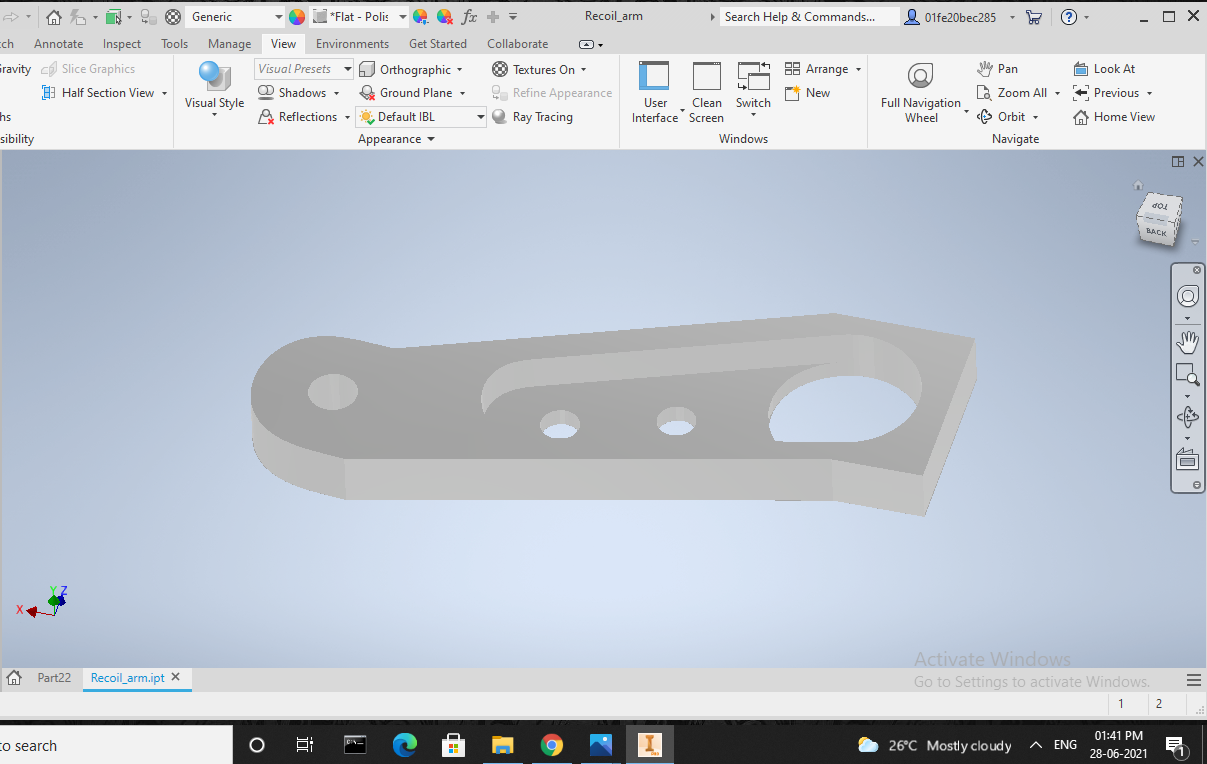 Generic
*Flat - Polis
fx
Recoil_arm
Search Help & Commands...
01fe20bec285
?
ch Annotate Inspect Tools Manage View Environments Get Started Collaborate
ravity Slice Graphics
Half Section View
hs
sibility
Visual Style
Visual Presets
Shadows
Reflections
Orthographic
Ground Plane
Default IBL
Textures On
Refine Appearance
Ray Tracing
Appearance
User
Interface
Clean
Screen
Switch
Arrange
New
Windows
Full Navigation
Wheel
Pan
Zoom All
Orbit
Look At
Previous
Home View
Navigate
TOP
BACK
X Y Z
Activate Windows
Go to Settings to activate Windows.
Part22 Recoil_arm.ipt
1 2
to search
26°C Mostly cloudy
ENG
01:41 PM
28-06-2021
1